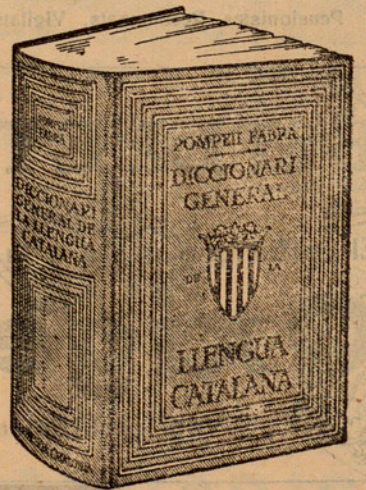 POMPEU
FABRA
DICCIONARI
GENERAL DE
LA LLENGUA
CATALANA
POMPEU FABRA
DICCIONARI
GENERAL
DE LA
LLENGUA
CATALANA